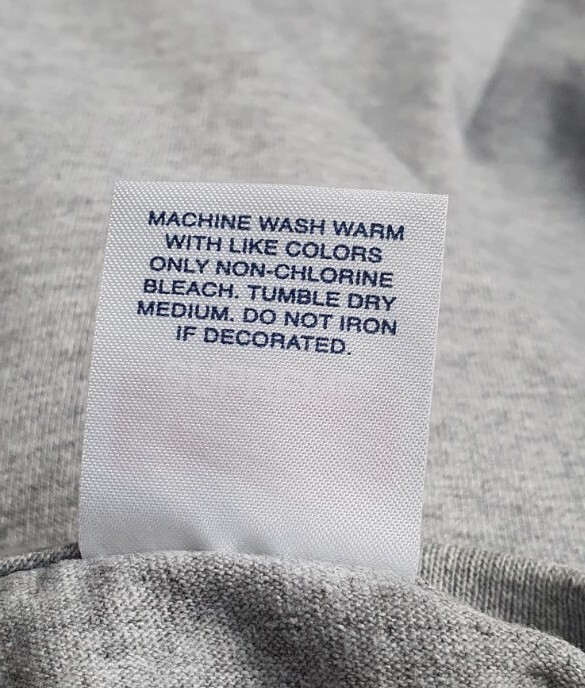 MACHINE WASH WARM
WITH LIKE COLORS
ONLY NON-CHLORINE
BLEACH. TUMBLE DRY
MEDIUM. DO NOT IRON
IF DECORATED.